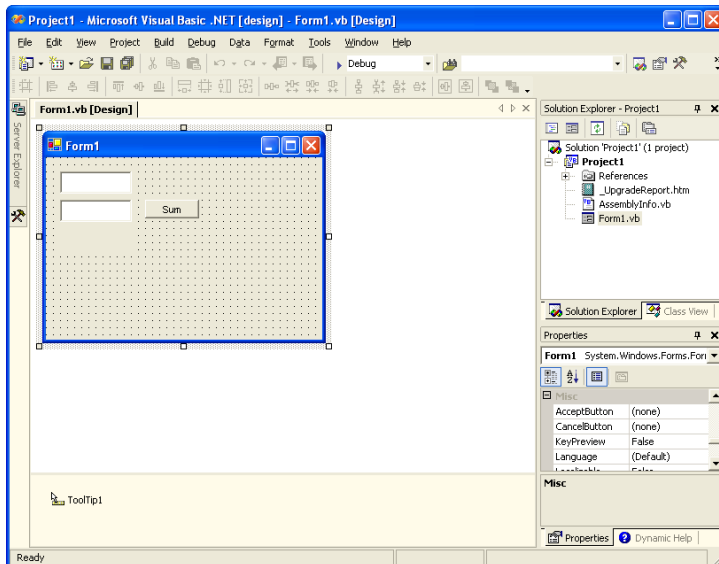 Project1 - Microsoft Visual Basic .NET [design] - Form1.vb [Design]
File Edit View Project Build Debug Data Format Tools Window Help
Debug
Form1.vb [Design]
Server Explorer
Form1
Sum
ToolTip1
Solution Explorer - Project1
Solution 'Project1' (1 project)
Project1
References
_UpgradeReport.htm
AssemblyInfo.vb
Form1.vb
Solution Explorer Class View
Properties
Form1 System.Windows.Forms.For
Misc
AcceptButton (none)
CancelButton (none)
KeyPreview False
Language (Default)
Misc
Properties Dynamic Help
Ready